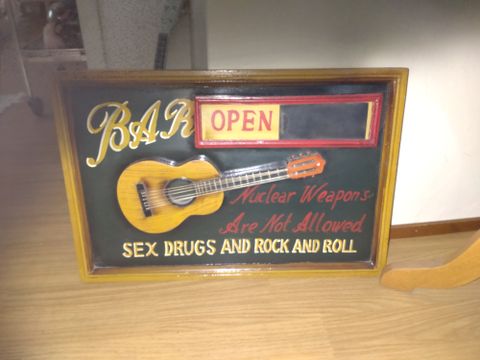 BAR
OPEN
Nuclear Weapons
Are Not Allowed
SEX DRUGS AND ROCK AND ROLL